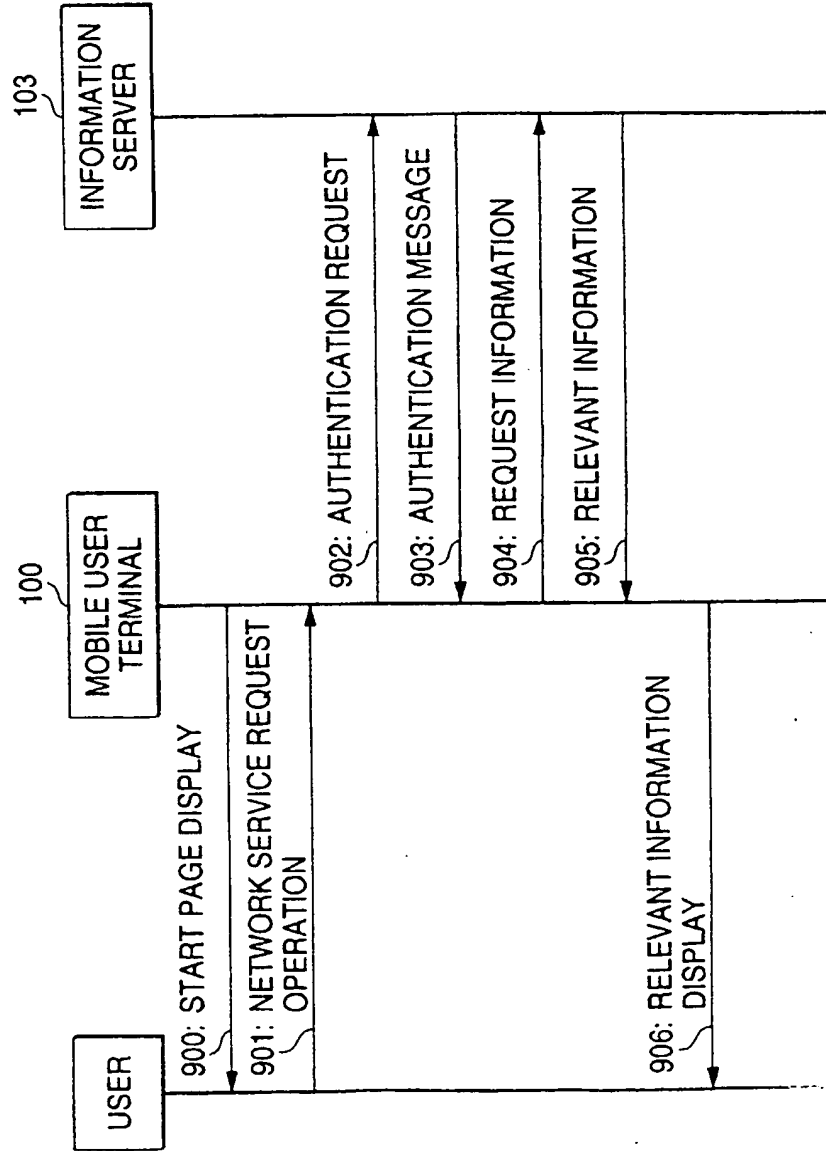 USER
100
MOBILE USER
TERMINAL
103
INFORMATION
SERVER
900: START PAGE DISPLAY
901: NETWORK SERVICE REQUEST
OPERATION
902: AUTHENTICATION REQUEST
903: AUTHENTICATION MESSAGE
904: REQUEST INFORMATION
905: RELEVANT INFORMATION
906: RELEVANT INFORMATION
DISPLAY